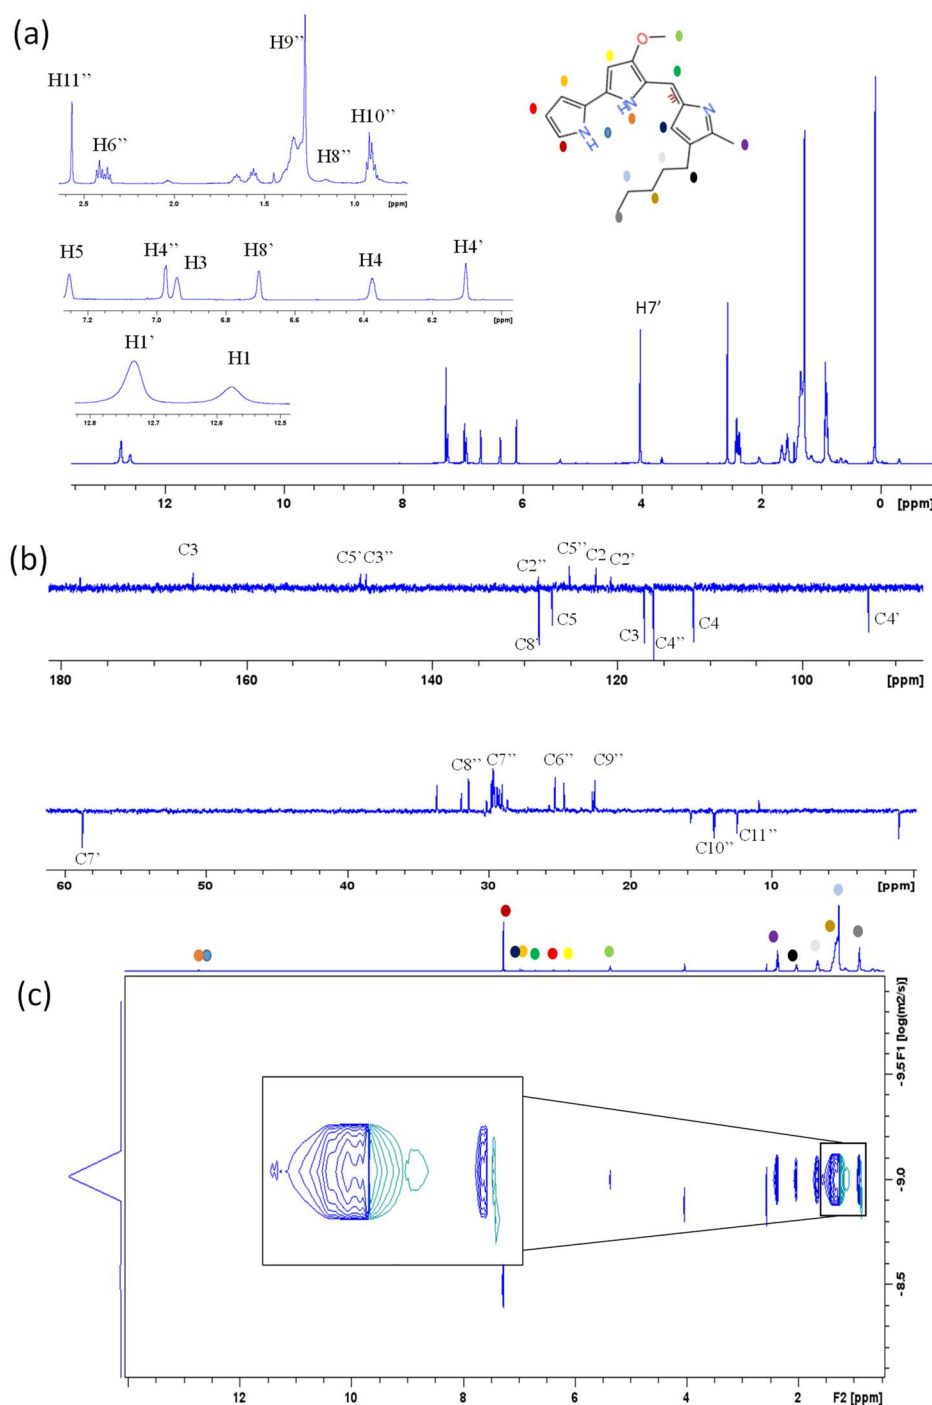 (a)
H11’’
H6’’
H9’’
H8’’
H10’’
2.5 2.0 1.5 1.0 [ppm]
O
N
H
N
H
N
H5 H4’’ H3 H8’ H4 H4’
7.2 7.0 6.8 6.6 6.4 6.2 [ppm]
H1’ H1
12.8 12.7 12.6 12.5
H7’
12 10 8 6 4 2 0 [ppm]
(b)
C3 C5’ C3’’ C2’’ C5’’ C2 C2’
C8’ C5 C3 C4’’ C4 C4’
180 160 140 120 100 [ppm]
C8’’ C7’’ C6’’ C9’’
C7’ C10’’ C11’’
60 50 40 30 20 10 [ppm]
(c)
-9.5 -9.0 -8.5 F1 [log(m2/s)]
12 10 8 6 4 2 F2 [ppm]